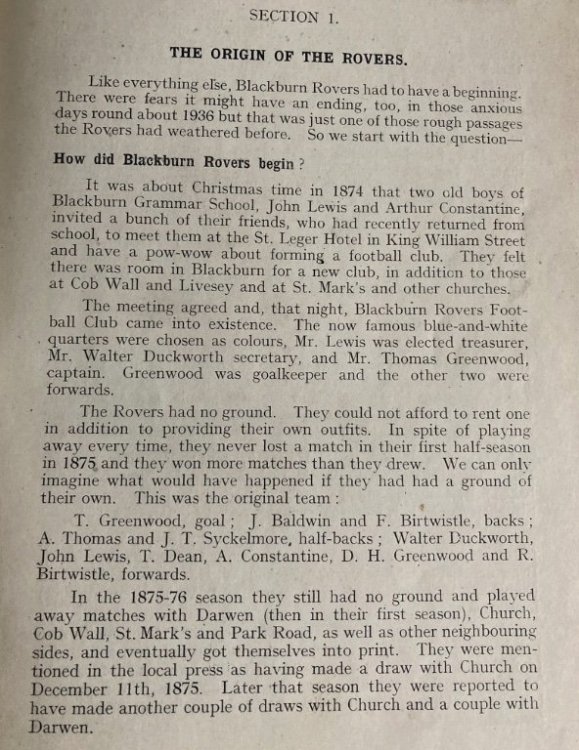 SECTION 1.
THE ORIGIN OF THE ROVERS.
Like everything else, Blackburn Rovers had to have a beginning.
There were fears it might have an ending, too, in those anxious
days round about 1936 but that was just one of those rough passages
the Rovers had weathered before. So we start with the question—
How did Blackburn Rovers begin ?
It was about Christmas time in 1874 that two old boys of
Blackburn Grammar School, John Lewis and Arthur Constantine,
invited a bunch of their friends, who had recently returned from
school, to meet them at the St. Leger Hotel in King William Street
and have a pow-wow about forming a football club. They felt
there was room in Blackburn for a new club, in addition to those
at Cob Wall and Livesey and at St. Mark's and other churches.
The meeting agreed and, that night, Blackburn Rovers Foot-
ball Club came into existence. The now famous blue-and-white
quarters were chosen as colours, Mr. Lewis was elected treasurer,
Mr. Walter Duckworth secretary, and Mr. Thomas Greenwood,
captain. Greenwood was goalkeeper and the other two were
forwards.
The Rovers had no ground. They could not afford to rent one
in addition to providing their own outfits. In spite of playing
away every time, they never lost a match in their first half-season
in 1875 and they won more matches than they drew. We can only
imagine what would have happened if they had had a ground of
their own. This was the original team :
T. Greenwood, goal ; J. Baldwin and F. Birtwistle, backs ;
A. Thomas and J. T. Syckelmore, half-backs ; Walter Duckworth,
John Lewis, T. Dean, A. Constantine, D. H. Greenwood and R.
Birtwistle, forwards.
In the 1875-76 season they still had no ground and played
away matches with Darwen (then in their first season), Church,
Cob Wall, St. Mark's and Park Road, as well as other neighbouring
sides, and eventually got themselves into print. They were men-
tioned in the local press as having made a draw with Church on
December 11th, 1875. Later that season they were reported to
have made another couple of draws with Church and a couple with
Darwen.